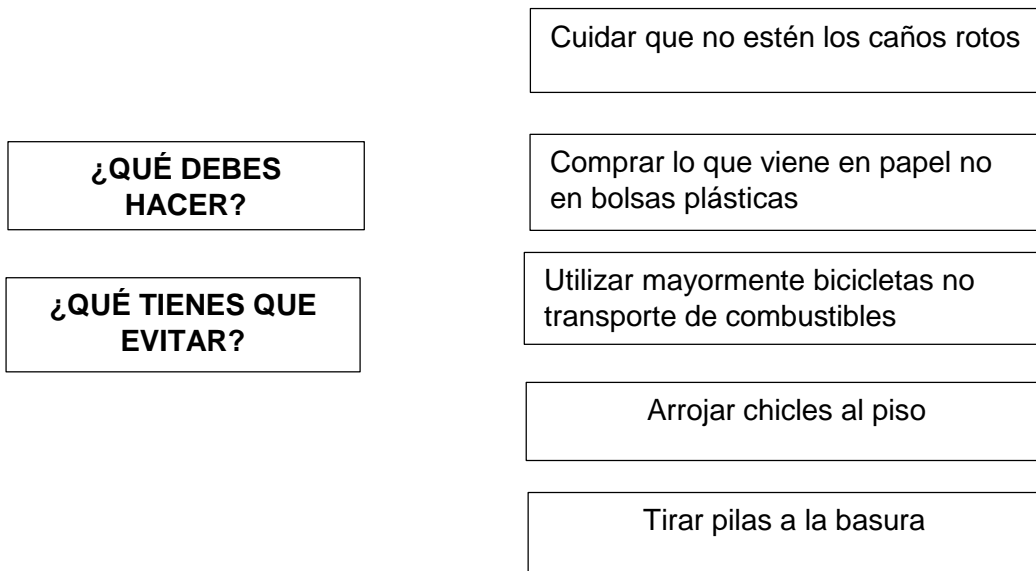 ¿QUÉ DEBES
HACER?
¿QUÉ TIENES QUE
EVITAR?
Cuidar que no estén los caños rotos
Comprar lo que viene en papel no
en bolsas plásticas
Utilizar mayormente bicicletas no
transporte de combustibles
Arrojar chicles al piso
Tirar pilas a la basura